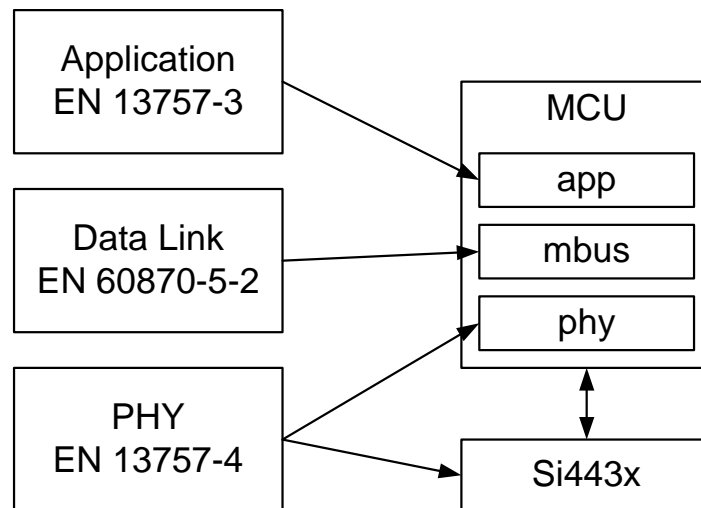 Application
EN 13757-3
Data Link
EN 60870-5-2
PHY
EN 13757-4
MCU
app
mbus
phy
Si443x